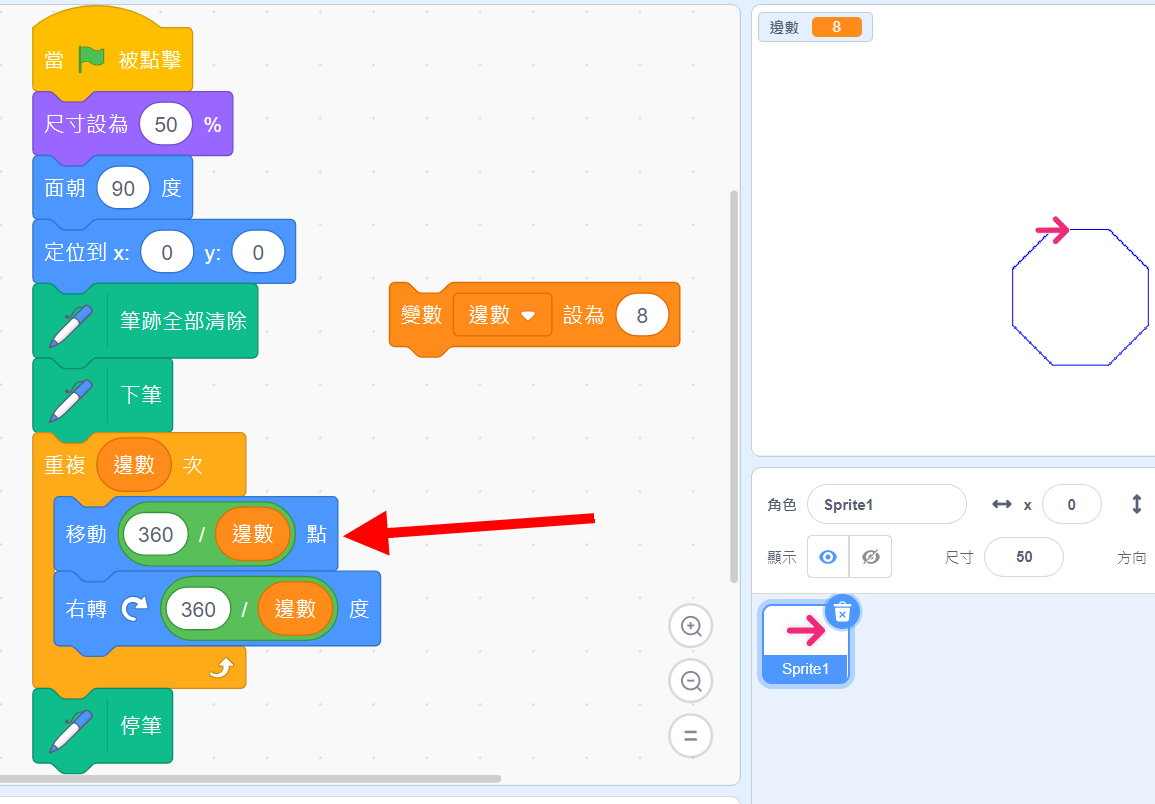 當 被點擊
尺寸設為 50 %
面朝 90 度
定位到 x: 0 y: 0
筆跡全部清除
下筆
重複 邊數 次
移動 360 / 邊數 點
右轉 360 / 邊數 度
停筆
變數 邊數 設為 8
邊數 8
角色 Sprite1 x 0
顯示 尺寸 50 方向
Sprite1